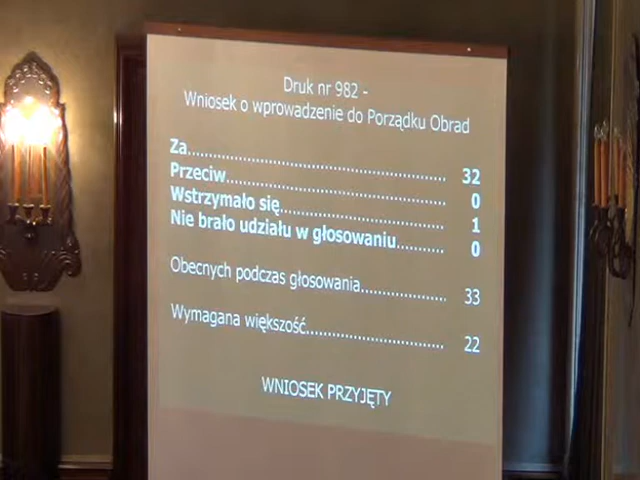 Druk nr 982 -
Wniosek o wprowadzenie do Porządku Obrad
Za.................................................. 32
Przeciw.......................................... 0
Wstrzymało się................................ 1
Nie brało udziału w głosowaniu.......... 0
Obecnych podczas głosowania................ 33
Wymagana większość........................... 22
WNIOSEK PRZYJĘTY